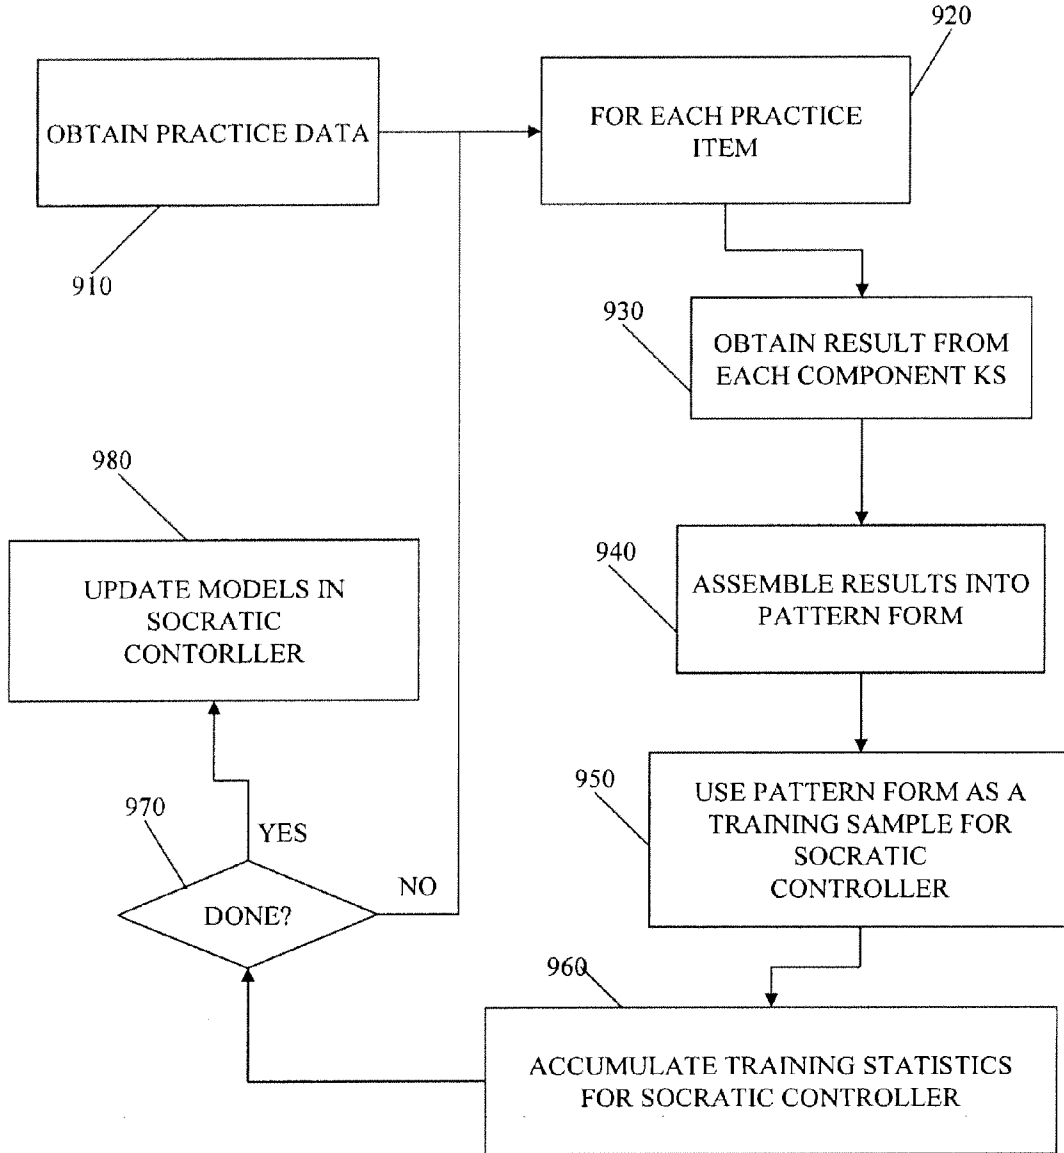 920
OBTAIN PRACTICE DATA
FOR EACH PRACTICE
ITEM
910
930
OBTAIN RESULT FROM
EACH COMPONENT KS
980
UPDATE MODELS IN
SOCRATIC
CONTORLLER
940
ASSEMBLE RESULTS INTO
PATTERN FORM
950
USE PATTERN FORM AS A
TRAINING SAMPLE FOR
SOCRATIC
CONTROLLER
970
YES
NO
DONE?
960
ACCUMULATE TRAINING STATISTICS
FOR SOCRATIC CONTROLLER